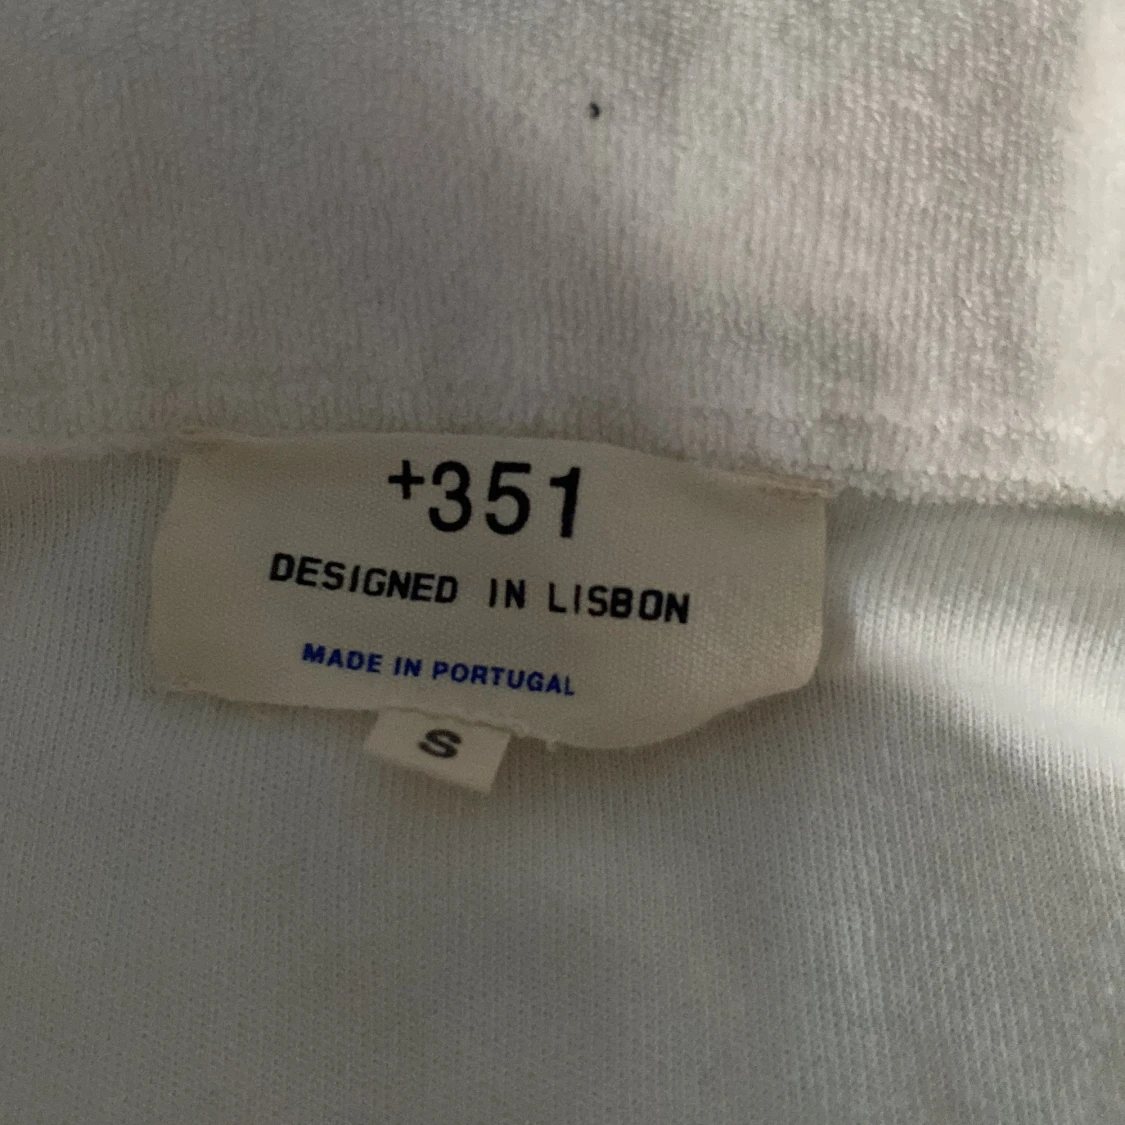 +351
DESIGNED IN LISBON
MADE IN PORTUGAL
S